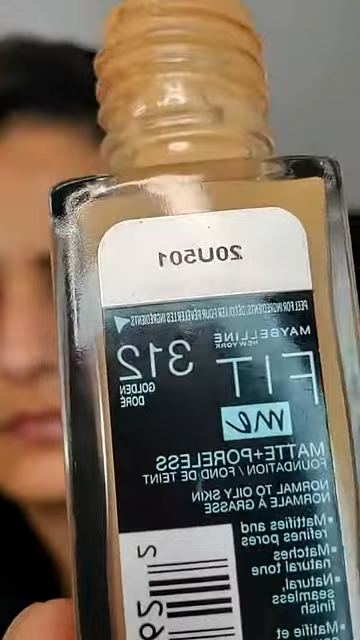 20U501
PEEL FOR INGREDIENTS/DÉCOLLER POUR RÉVÉLER LES INGRÉDIENTS
MAYBELLINE
NEW YORK
FIT
me
312
GOLDEN
DORÉ
MATTE+PORELESS
FOUNDATION / FOND DE TEINT
NORMAL TO OILY SKIN
NORMALE À GRASSE
•Mattifies and
refines pores
•Matches
natural tone
•Natural,
seamless
finish
•Matifie et